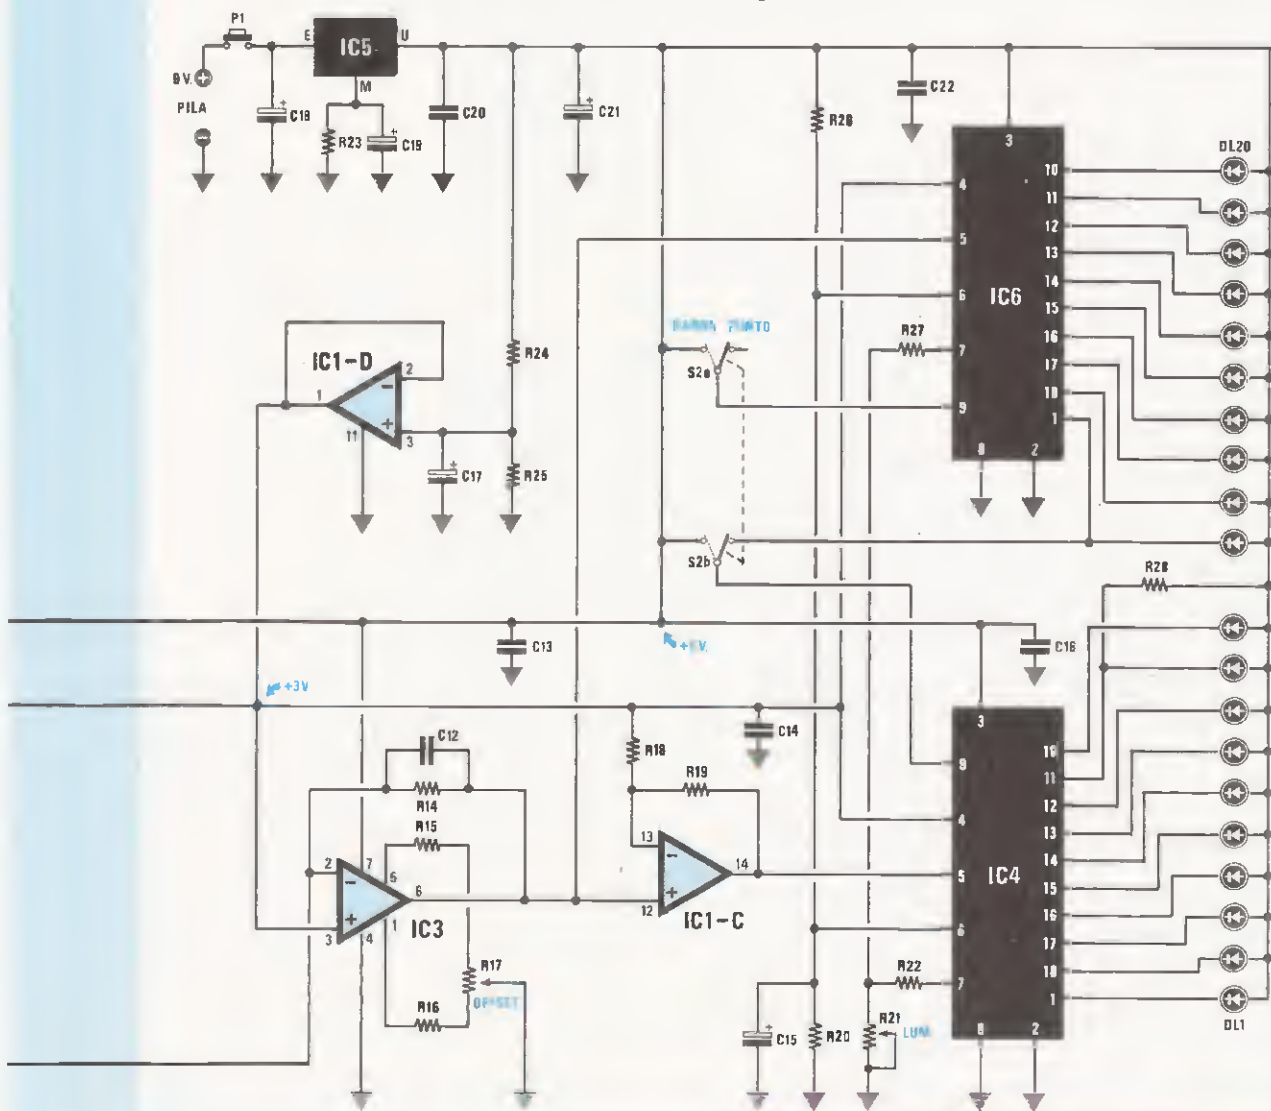 P1
E
IC5
U
9V.
PILA
M
C18
R23
C19
C20
C21
R26
C22
3
DL20
4
5
6
7
9
8
2
IC6
10
11
12
13
14
15
16
17
18
1
R27
IC1-D
1
2
3
11
C17
R24
R25
BARRA PUNTO
S2a
S2b
R28
C13
C16
+3V
C12
R14
R15
2
3
7
5
6
1
4
IC3
R16
R17
OFFSET
R18
R19
C14
13
12
14
IC1-C
C15
R20
R21
LUM.
R22
3
9
4
5
6
7
8
2
IC4
10
11
12
13
14
15
16
17
18
1
DL1